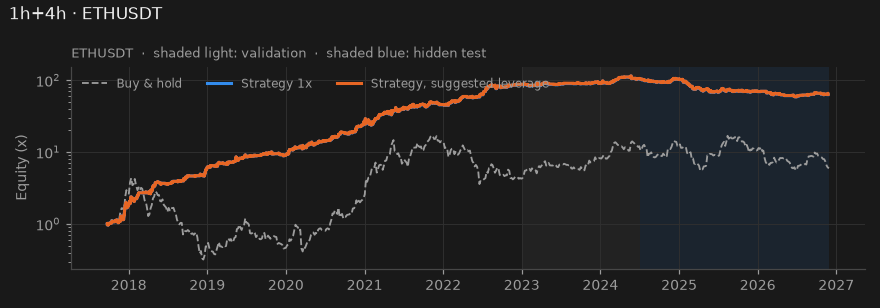 1h+4h · ETHUSDT
ETHUSDT · shaded light: validation · shaded blue: hidden test
Buy & hold
Strategy 1x
Strategy, suggested leverage
Equity (x)
10²
10¹
10⁰
2018
2019
2020
2021
2022
2023
2024
2025
2026
2027